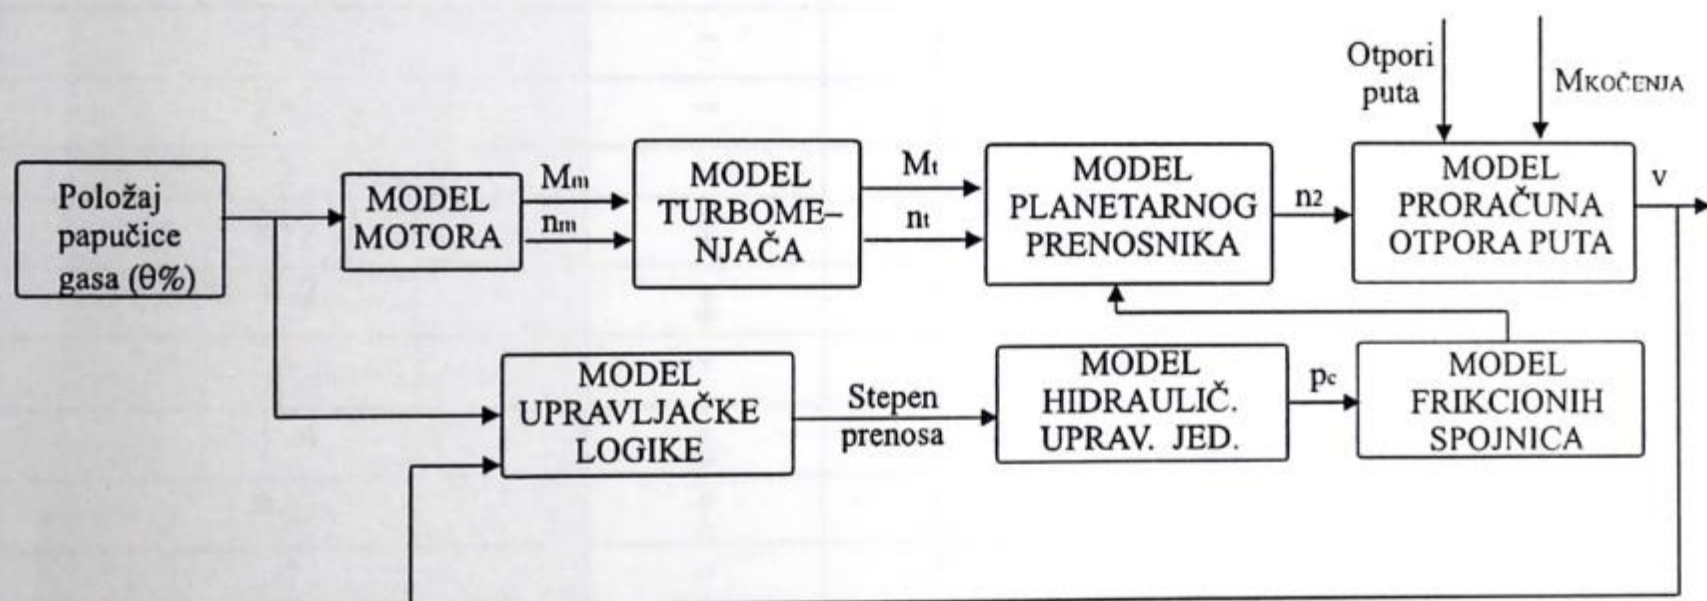 Otpori
puta
MKOČENJA
Položaj
papučice
gasa (θ%)
MODEL
MOTORA
Mm
nm
MODEL
TURBOME–
NJAČA
Mt
nt
MODEL
PLANETARNOG
PRENOSNIKA
n2
MODEL
PRORAČUNA
OTPORA PUTA
v
MODEL
UPRAVLJAČKE
LOGIKE
Stepen
prenosa
MODEL
HIDRAULIČ.
UPRAV. JED.
pc
MODEL
FRIKCIONIH
SPOJNICA